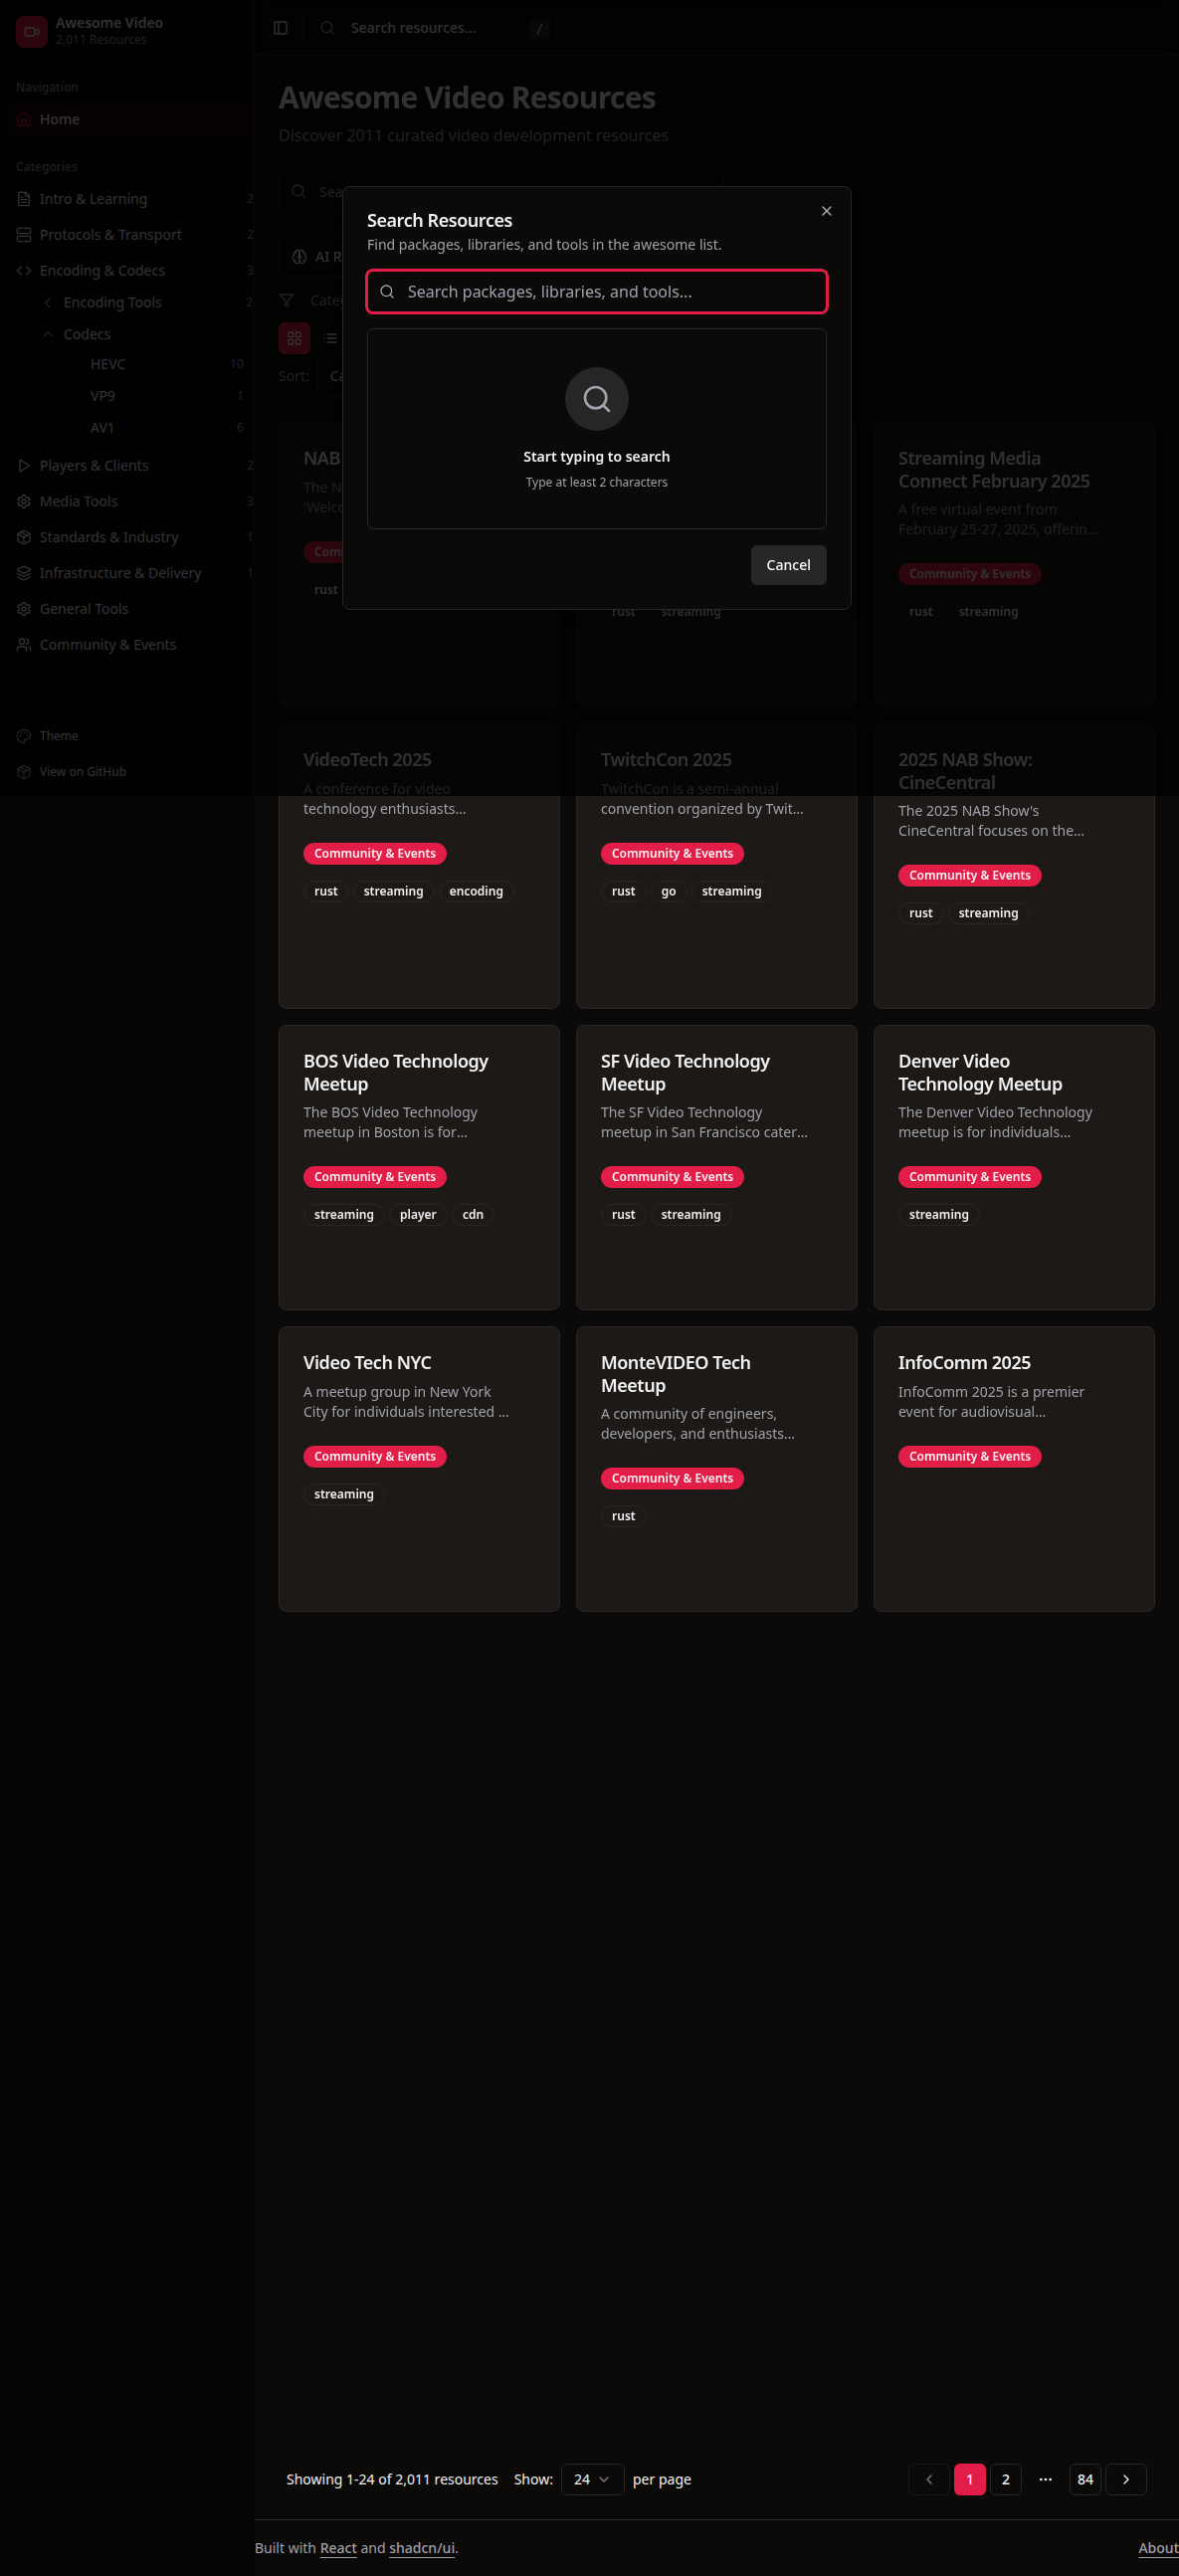 Awesome Video
2,011 Resources
Navigation
Home
Categories
Intro & Learning 2
Protocols & Transport 2
Encoding & Codecs 3
Encoding Tools 2
Codecs
HEVC 10
VP9 1
AV1 6
Players & Clients 2
Media Tools 3
Standards & Industry 1
Infrastructure & Delivery 1
General Tools
Community & Events
Theme
View on GitHub
Search resources... /
Awesome Video Resources
Discover 2011 curated video development resources
Search Resources
Find packages, libraries, and tools in the awesome list.
Search packages, libraries, and tools...
Start typing to search
Type at least 2 characters
Cancel
Sort:
NAB
The N
'Welco
rust
rust streaming
Streaming Media
Connect February 2025
A free virtual event from
February 25-27, 2025, offerin...
Community & Events
rust streaming
VideoTech 2025
A conference for video
technology enthusiasts...
Community & Events
rust streaming encoding
TwitchCon 2025
TwitchCon is a semi-annual
convention organized by Twit...
Community & Events
rust go streaming
2025 NAB Show:
CineCentral
The 2025 NAB Show's
CineCentral focuses on the...
Community & Events
rust streaming
BOS Video Technology
Meetup
The BOS Video Technology
meetup in Boston is for...
Community & Events
streaming player cdn
SF Video Technology
Meetup
The SF Video Technology
meetup in San Francisco cater...
Community & Events
rust streaming
Denver Video
Technology Meetup
The Denver Video Technology
meetup is for individuals...
Community & Events
streaming
Video Tech NYC
A meetup group in New York
City for individuals interested ...
Community & Events
streaming
MonteVIDEO Tech
Meetup
A community of engineers,
developers, and enthusiasts...
Community & Events
rust
InfoComm 2025
InfoComm 2025 is a premier
event for audiovisual...
Community & Events
Showing 1-24 of 2,011 resources Show: 24 per page
1 2 ... 84
Built with React and shadcn/ui.
About